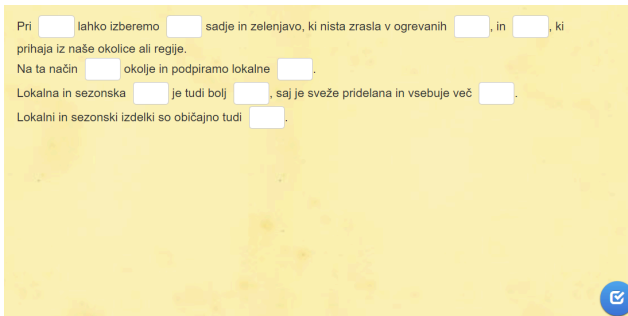 Pri lahko izberemo sadje in zelenjavo, ki nista zrasla v ogrevanih , in , ki
prihaja iz naše okolice ali regije.
Na ta način okolje in podpiramo lokalne .
Lokalna in sezonska je tudi bolj , saj je sveže pridelana in vsebuje več .
Lokalni in sezonski izdelki so običajno tudi .